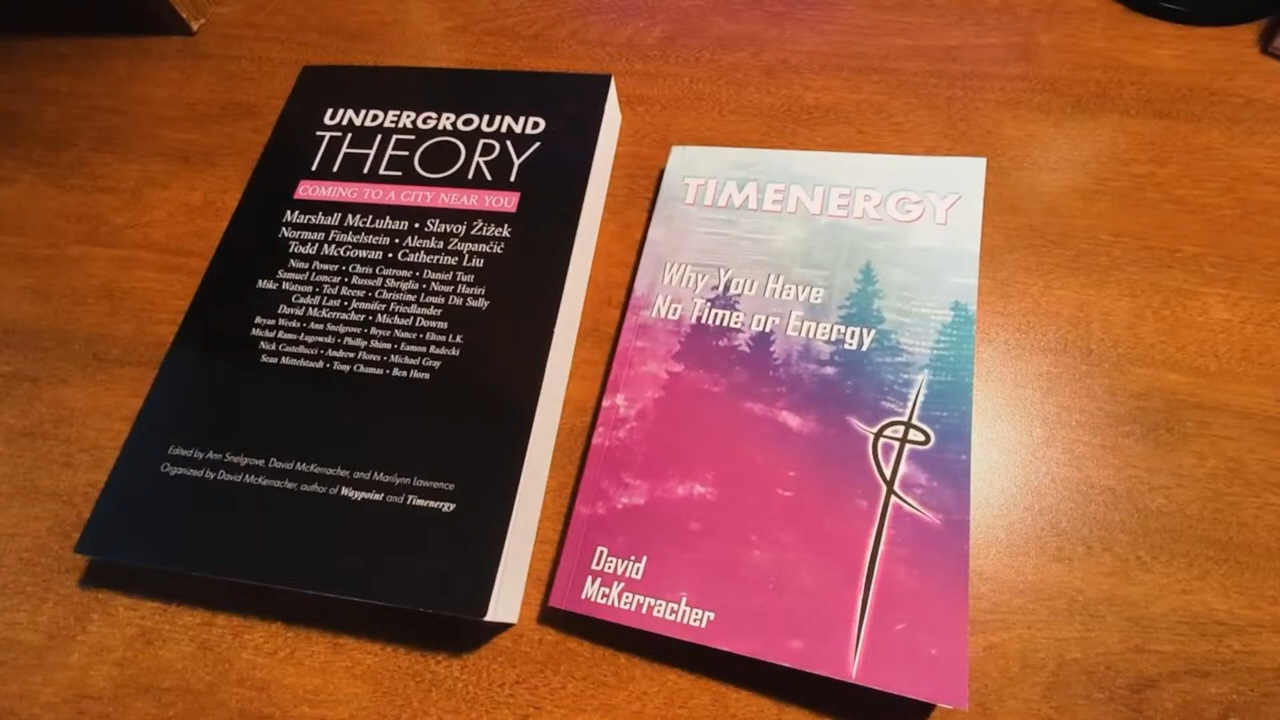 UNDERGROUND
THEORY
COMING TO A CITY NEAR YOU
Marshall McLuhan • Slavoj Žižek
Norman Finkelstein • Alenka Zupančič
Todd McGowan • Catherine Liu
Nina Power • Chris Cutrone • Daniel Tutt
Samuel Loncar • Russell Sbriglia • Nour Hariri
Mike Watson • Ted Reese • Christine Louis Dit Sully
Cadell Last • Jennifer Friedlander
David McKerracher • Michael Downs
Bryan Weeks • Ann Snelgrove • Bryce Nance • Elton L.K.
Michał Rams-Ługowski • Phillip Shinn • Eamon Radecki
Nick Castellucci • Andrew Flores • Michael Gray
Sean Mittelstaedt • Tony Chamas • Ben Horn
Edited by Ann Snelgrove, David McKerracher, and Marilynn Lawrence
Organized by David McKerracher, author of Waypoint and Timenergy
TIMENERGY
Why You Have
No Time or Energy
David
McKerracher